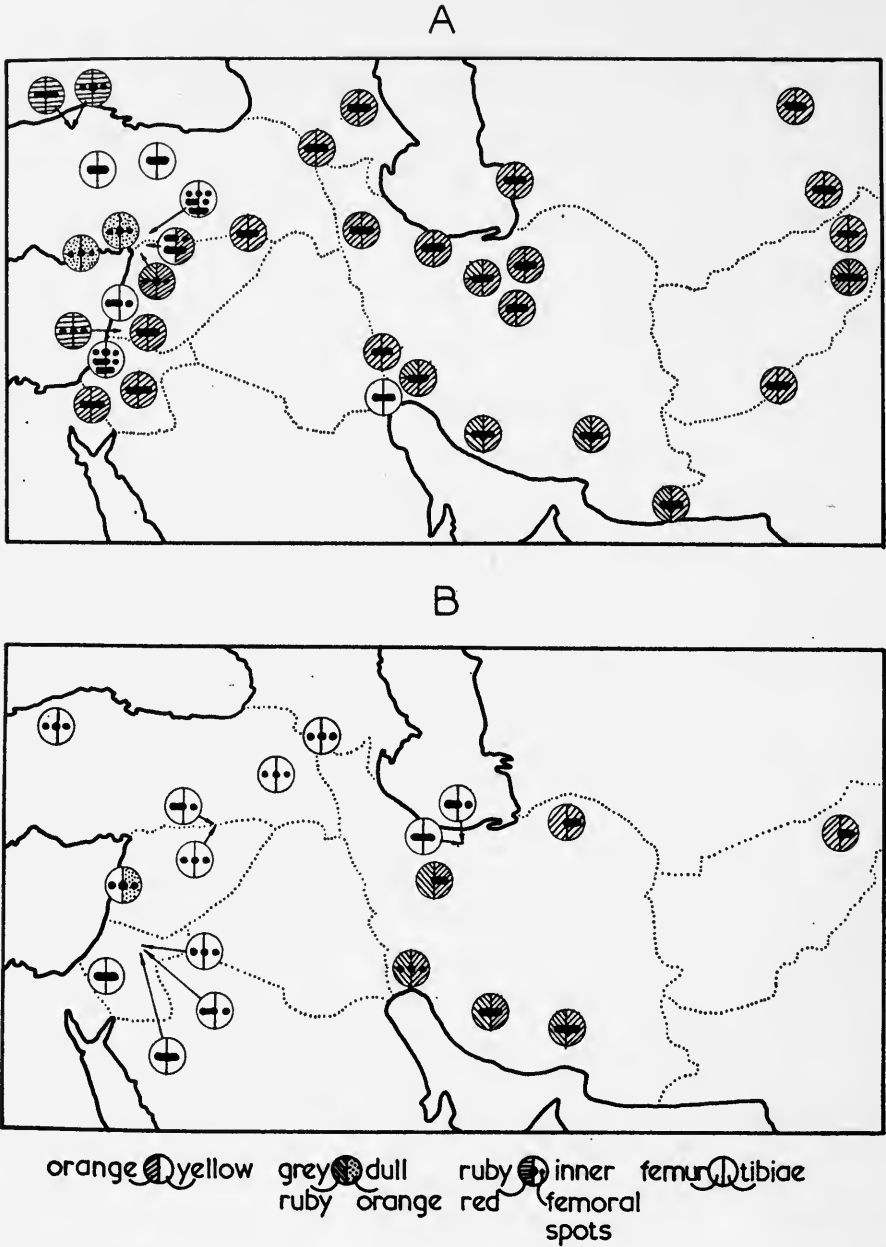 A
B
orange yellow grey dull ruby inner femur tibiae
ruby orange red femoral
spots